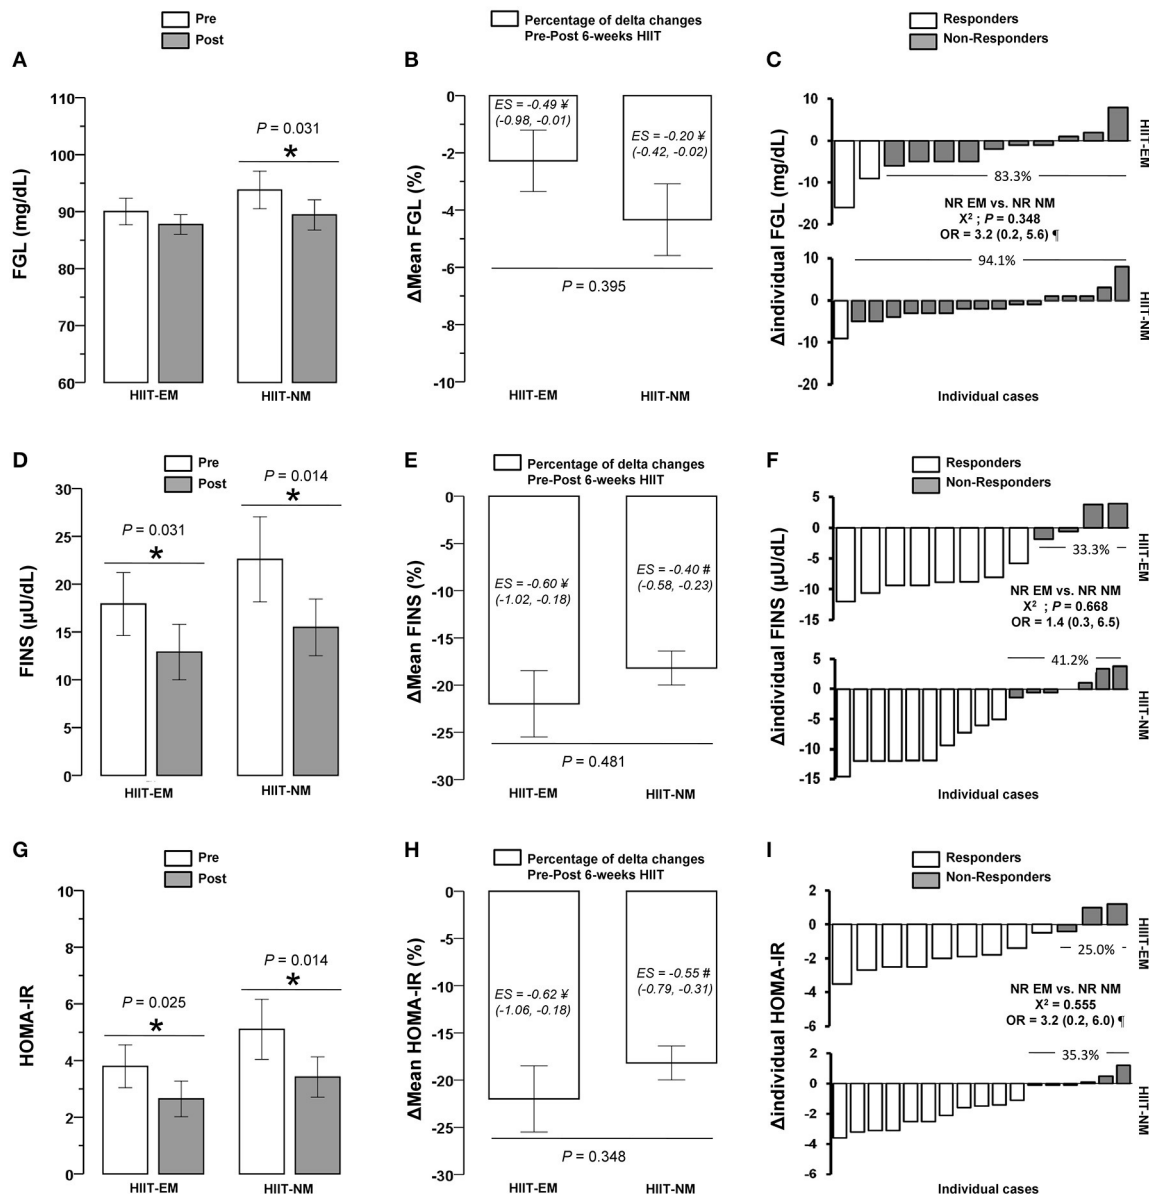 Pre
Post
Percentage of delta changes
Pre-Post 6-weeks HIIT
Responders
Non-Responders
A
B
C
FGL (mg/dL)
110
100
90
80
70
60
P = 0.031
*
HIIT-EM
HIIT-NM
ΔMean FGL (%)
0
-2
-4
-6
-8
-10
ES = -0.49 ¥
(-0.98, -0.01)
ES = -0.20 ¥
(-0.42, -0.02)
P = 0.395
HIIT-EM
HIIT-NM
Δindividual FGL (mg/dL)
10
0
-10
-20
83.3%
HIIT-EM
NR EM vs. NR NM
X² ; P = 0.348
OR = 3.2 (0.2, 5.6) ¶
94.1%
10
0
-10
-20
HIIT-NM
Individual cases
D
Pre
Post
E
Percentage of delta changes
Pre-Post 6-weeks HIIT
F
Responders
Non-Responders
FINS (µU/dL)
30
25
20
15
10
5
0
P = 0.031
*
P = 0.014
*
HIIT-EM
HIIT-NM
ΔMean FINS (%)
0
-5
-10
-15
-20
-25
-30
ES = -0.60 ¥
(-1.02, -0.18)
ES = -0.40 #
(-0.58, -0.23)
P = 0.481
HIIT-EM
HIIT-NM
Δindividual FINS (µU/dL)
5
0
-5
-10
-15
33.3%
HIIT-EM
NR EM vs. NR NM
X² ; P = 0.668
OR = 1.4 (0.3, 6.5)
41.2%
5
0
-5
-10
-15
HIIT-NM
Individual cases
G
Pre
Post
H
Percentage of delta changes
Pre-Post 6-weeks HIIT
I
Responders
Non-Responders
HOMA-IR
10
8
6
4
2
0
P = 0.025
*
P = 0.014
*
HIIT-EM
HIIT-NM
ΔMean HOMA-IR (%)
0
-5
-10
-15
-20
-25
-30
ES = -0.62 ¥
(-1.06, -0.18)
ES = -0.55 #
(-0.79, -0.31)
P = 0.348
HIIT-EM
HIIT-NM
Δindividual HOMA-IR
2
0
-2
-4
-6
25.0%
HIIIT-EM
NR EM vs. NR NM
X² = 0.555
OR = 3.2 (0.2, 6.0) ¶
35.3%
2
0
-2
-4
-6
HIIT-NM
Individual cases